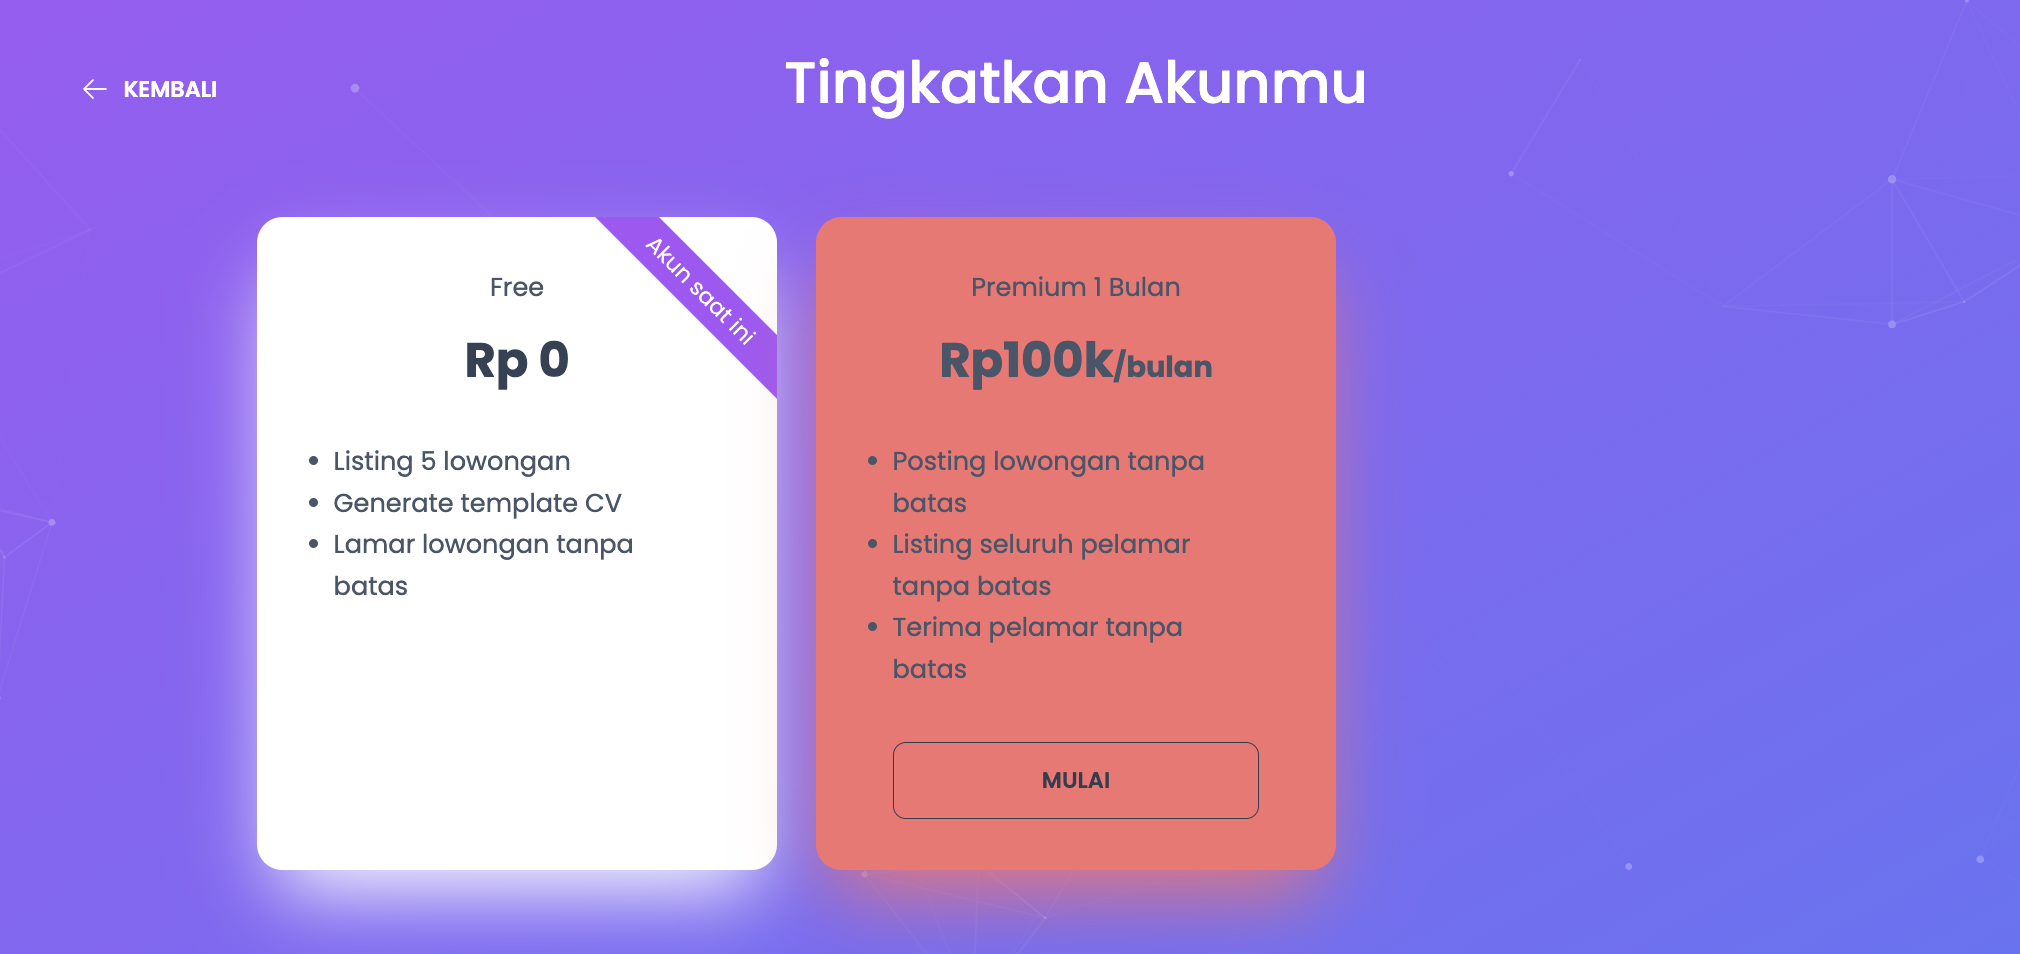 KEMBALI
Tingkatkan Akunmu
Akun saat ini
Free
Rp 0
• Listing 5 lowongan
• Generate template CV
• Lamar lowongan tanpa
batas
Premium 1 Bulan
Rp100k/bulan
• Posting lowongan tanpa
batas
• Listing seluruh pelamar
tanpa batas
• Terima pelamar tanpa
batas
MULAI